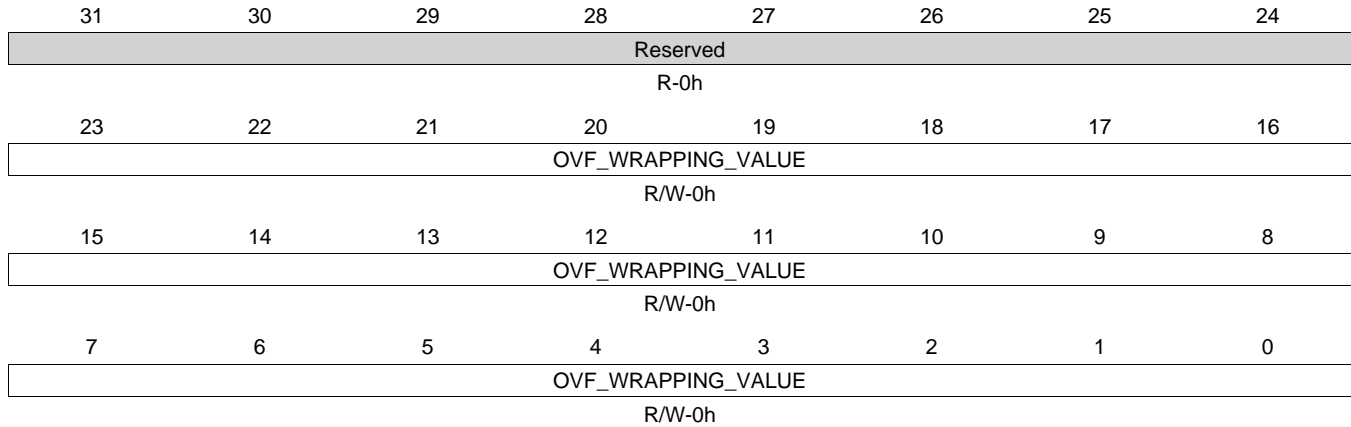 31 30 29 28 27 26 25 24
Reserved
R-0h
23 22 21 20 19 18 17 16
OVF_WRAPPING_VALUE
R/W-0h
15 14 13 12 11 10 9 8
OVF_WRAPPING_VALUE
R/W-0h
7 6 5 4 3 2 1 0
OVF_WRAPPING_VALUE
R/W-0h